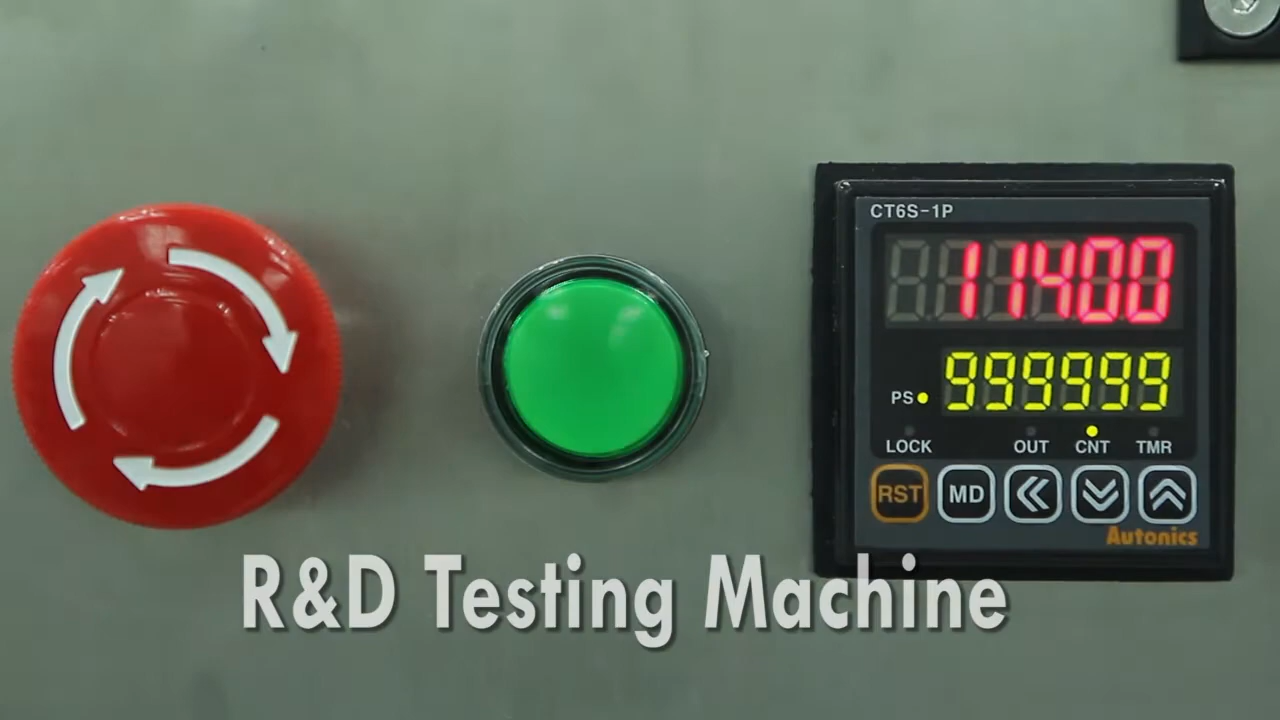 CT6S-1P
11400
PS 999999
LOCK OUT CNT TMR
RST MD
Autonics
R&D Testing Machine